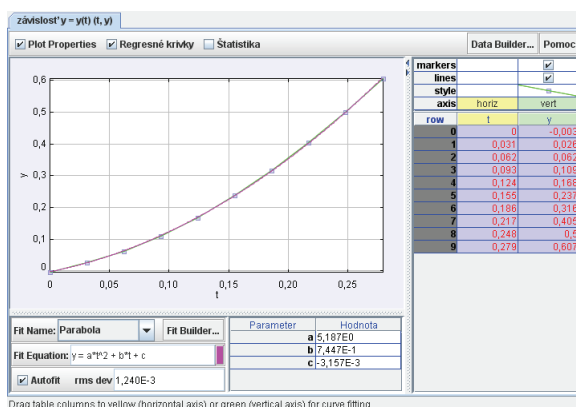 závislosť y = y(t) (t, y)
Plot Properties Regresné krivky Štatistika Data Builder... Pomoc
markers
lines
style
axis horiz vert
row t y
0 0 -0,003
1 0,031 0,026
2 0,062 0,062
3 0,093 0,109
4 0,124 0,168
5 0,155 0,237
6 0,186 0,316
7 0,217 0,405
8 0,248 0,5
9 0,279 0,607
0,6
0,5
0,4
y
0,3
0,2
0,1
0
0 0,05 0,10 0,15 0,20 0,25
t
Fit Name: Parabola Fit Builder...
Fit Equation: y = a*t^2 + b*t + c
Autofit rms dev 1,240E-3
Parameter Hodnota
a 5,187E0
b 7,447E-1
c -3,157E-3
Drag table columns to yellow (horizontal axis) or green (vertical axis) for curve fitting